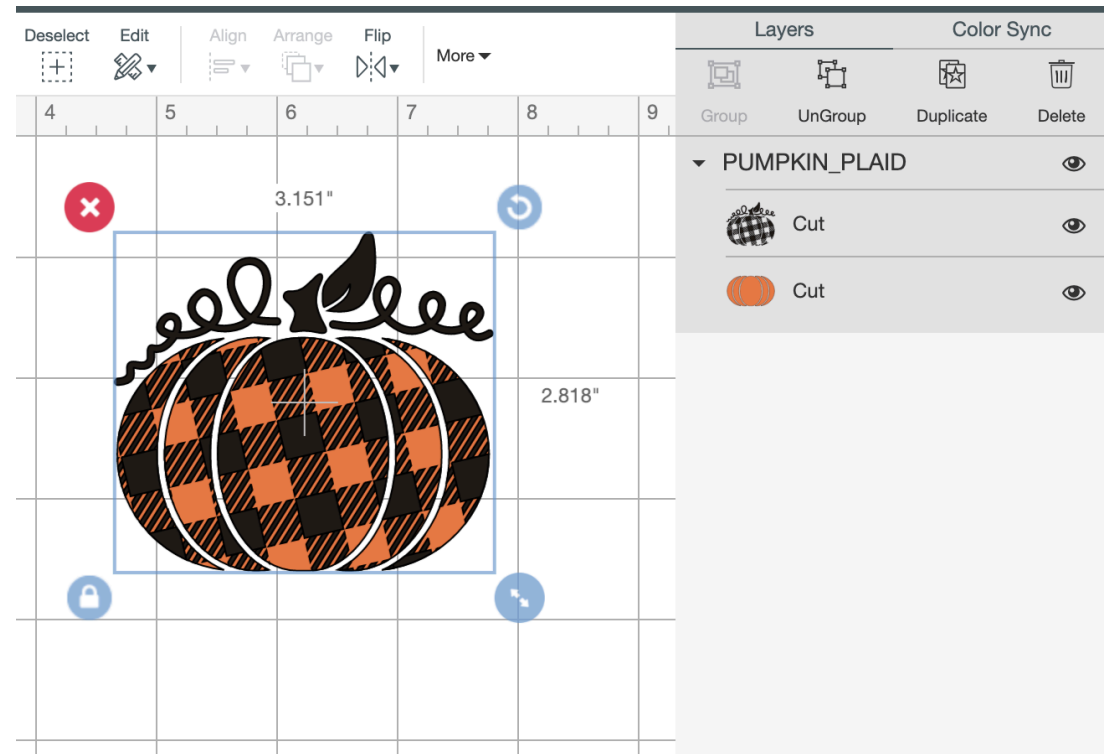 Deselect Edit Align Arrange Flip
More
Layers Color Sync
Group UnGroup Duplicate Delete
4 5 6 7 8 9
PUMPKIN_PLAID
Cut
Cut
3.151"
2.818"